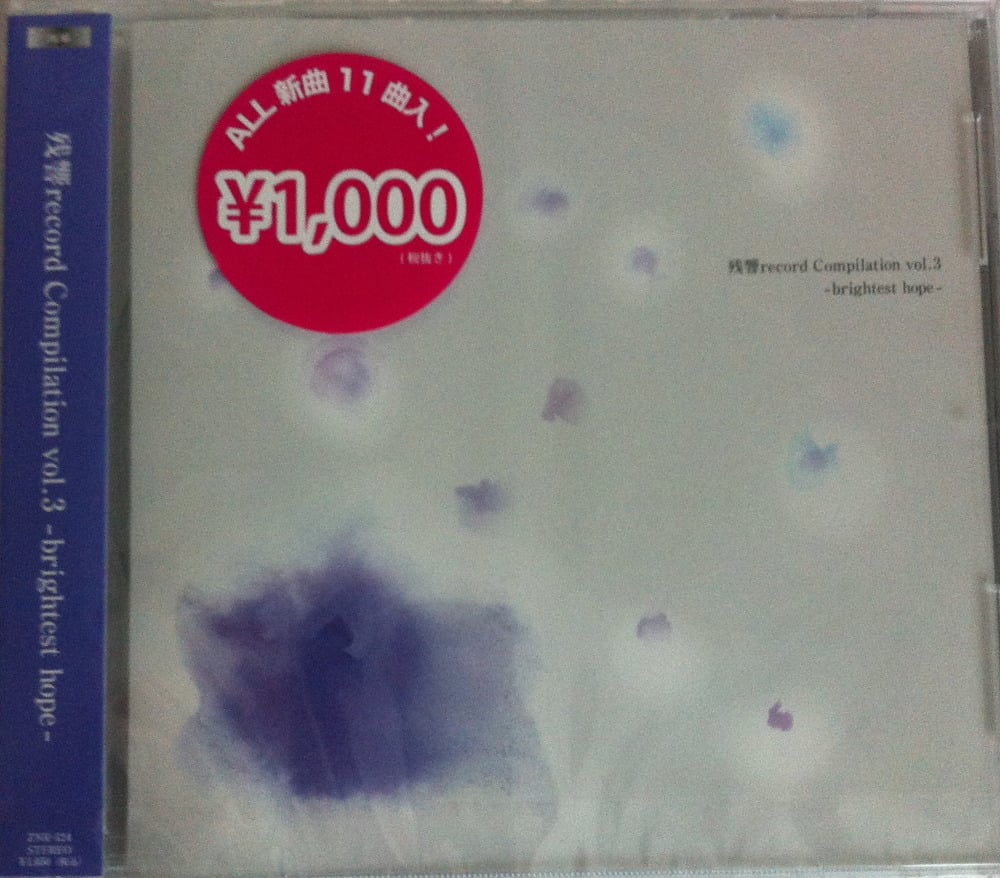 残響record Compilation vol.3 -brightest hope-
STEREO
ALL 新曲 11 曲入！
¥1,000
(税抜き)
残響record Compilation vol.3
-brightest hope-